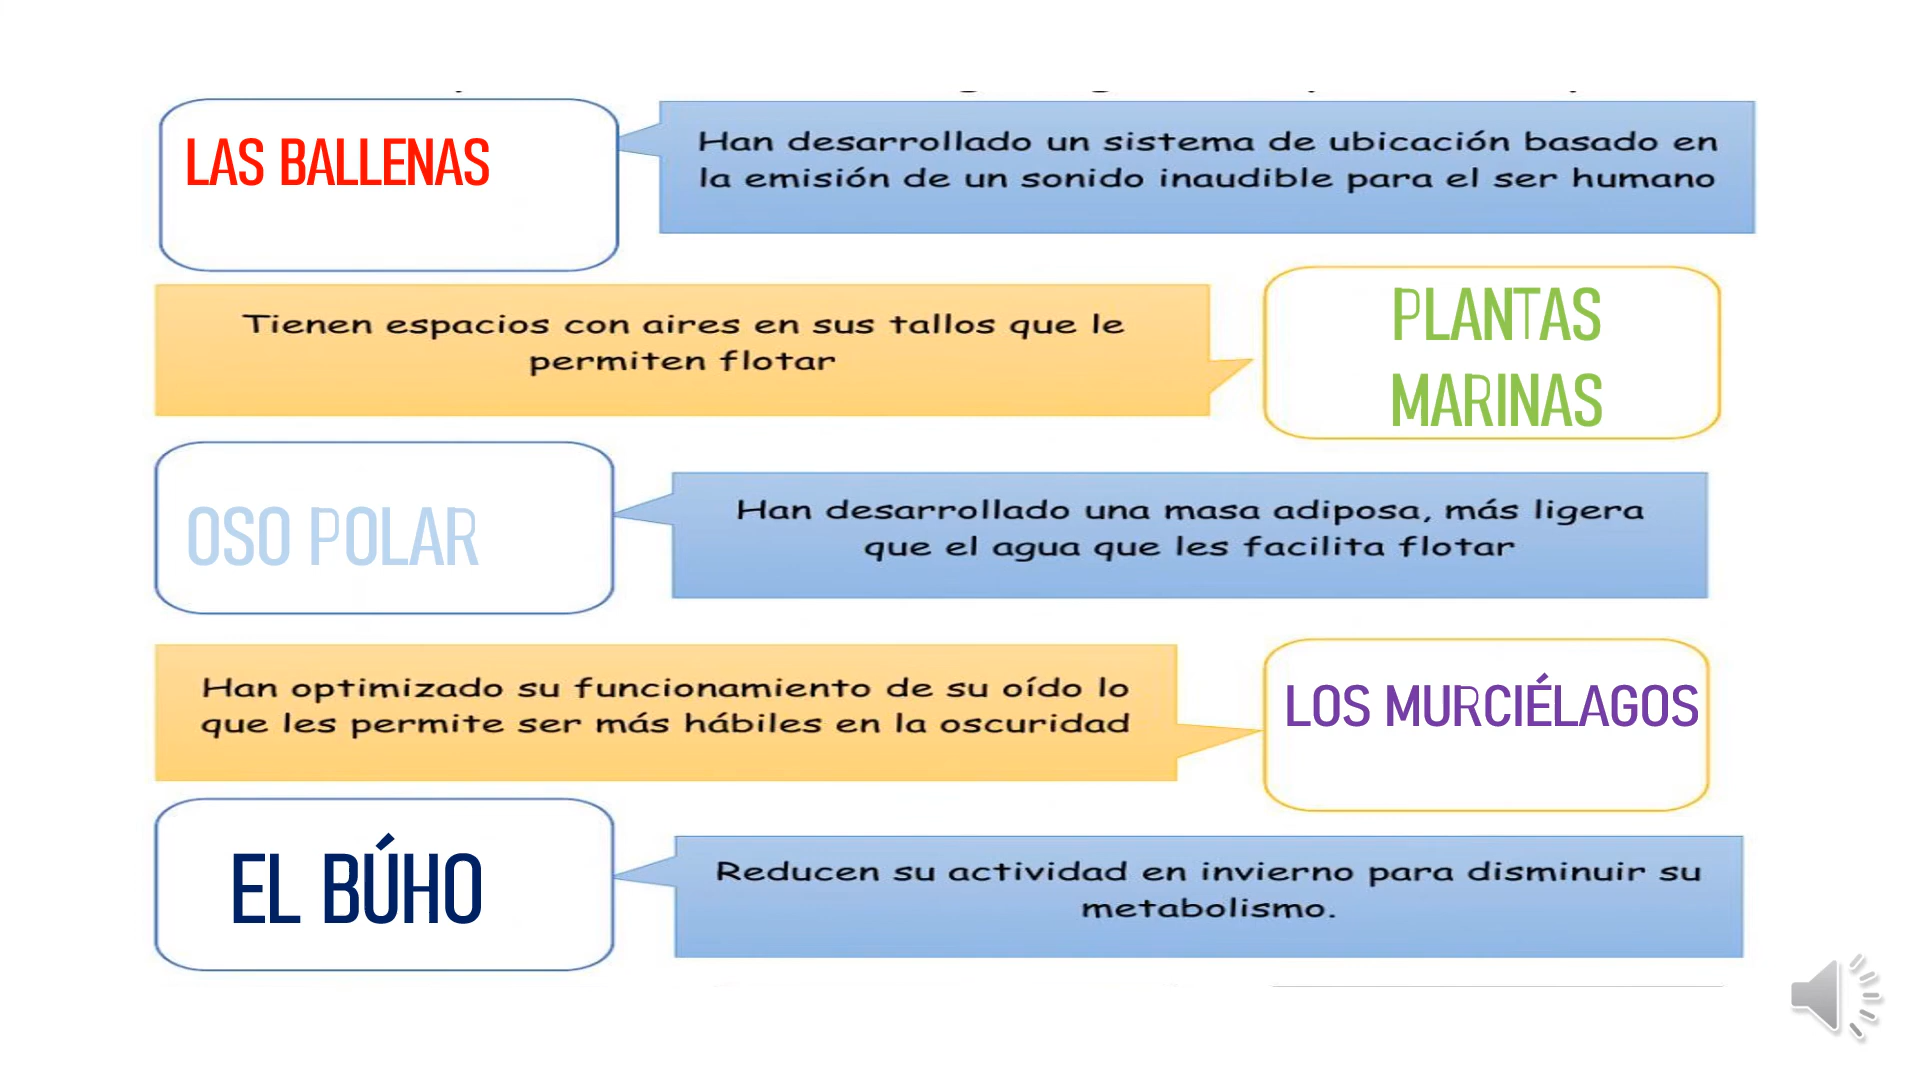 LAS BALLENAS
Han desarrollado un sistema de ubicación basado en
la emisión de un sonido inaudible para el ser humano
Tienen espacios con aires en sus tallos que le
permiten flotar
PLANTAS
MARINAS
OSO POLAR
Han desarrollado una masa adiposa, más ligera
que el agua que les facilita flotar
Han optimizado su funcionamiento de su oído lo
que les permite ser más hábiles en la oscuridad
LOS MURCIÉLAGOS
EL BÚHO
Reducen su actividad en invierno para disminuir su
metabolismo.